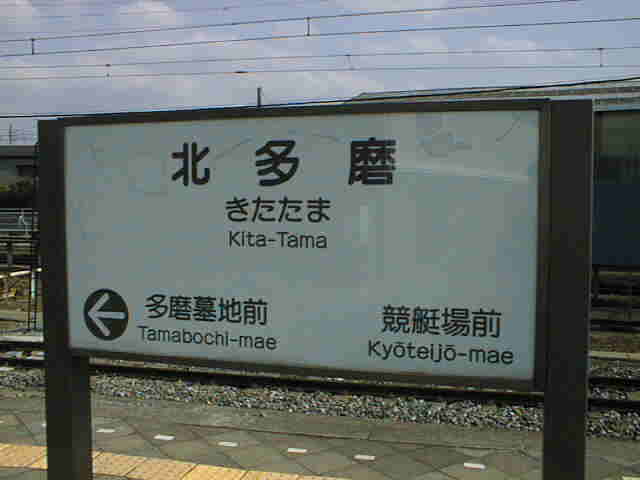 北多磨
きたたま
Kita-Tama
多磨墓地前 競艇場前
Tamabochi-mae Kyōteijō-mae